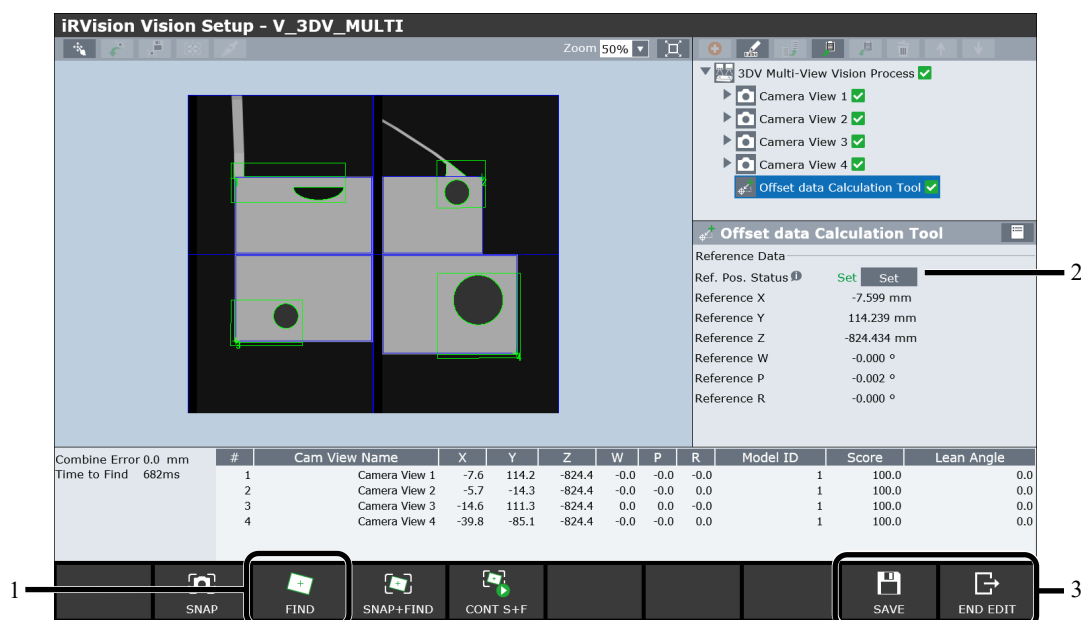 iRVision Vision Setup - V_3DV_MULTI
Zoom 50%
3DV Multi-View Vision Process
Camera View 1
Camera View 2
Camera View 3
Camera View 4
Offset data Calculation Tool
Offset data Calculation Tool
Reference Data
Ref. Pos. Status Set Set
2
Reference X -7.599 mm
Reference Y 114.239 mm
Reference Z -824.434 mm
Reference W -0.000 º
Reference P -0.002 º
Reference R -0.000 º
2
3
4
Combine Error 0.0 mm
Time to Find 682ms
# Cam View Name X Y Z W P R Model ID Score Lean Angle
1 Camera View 1 -7.6 114.2 -824.4 -0.0 -0.0 -0.0 1 100.0 0.0
2 Camera View 2 -5.7 -14.3 -824.4 -0.0 -0.0 0.0 1 100.0 0.0
3 Camera View 3 -14.6 111.3 -824.4 0.0 0.0 -0.0 1 100.0 0.0
4 Camera View 4 -39.8 -85.1 -824.4 -0.0 -0.0 0.0 1 100.0 0.0
1
SNAP
FIND
SNAP+FIND
CONT S+F
SAVE
END EDIT
3